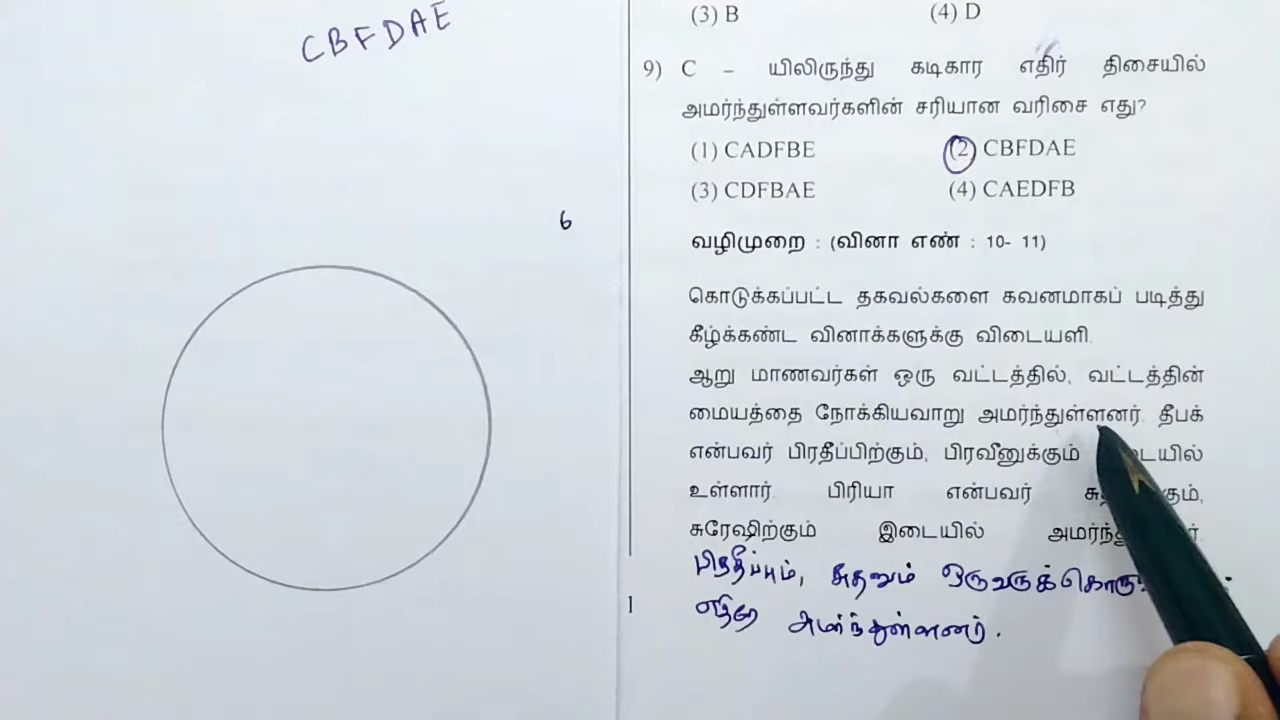 CBFDAE
6
(3) B (4) D
9) C – யிலிருந்து கடிகார எதிர் திசையில்
அமர்ந்துள்ளவர்களின் சரியான வரிசை எது?
(1) CADFBE (2) CBFDAE
(3) CDFBAE (4) CAEDFB
வழிமுறை : (வினா எண் : 10- 11)
கொடுக்கப்பட்ட தகவல்களை கவனமாகப் படித்து
கீழ்க்கண்ட வினாக்களுக்கு விடையளி.
ஆறு மாணவர்கள் ஒரு வட்டத்தில், வட்டத்தின்
மையத்தை நோக்கியவாறு அமர்ந்துள்ளனர். தீபக்
என்பவர் பிரதீப்பிற்கும், பிரவீனுக்கும்
உள்ளார். பிரியா என்பவர்
சுரேஷிற்கும் இடையில்
பிரதீப்பும், சுதனும்
எதிரே அமர்ந்துள்ளனர்.
1